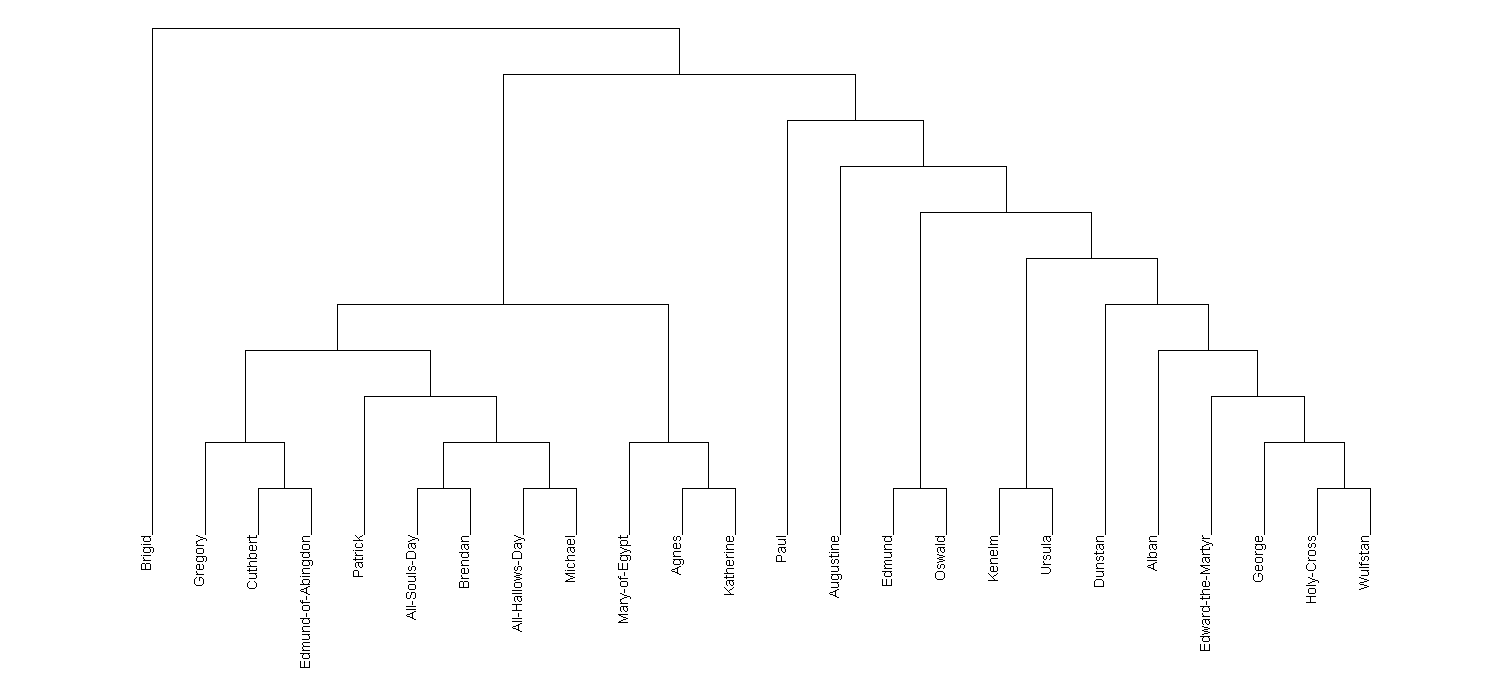 Brigid
Gregory
Cuthbert
Edmund-of-Abingdon
Patrick
All-Souls-Day
Brendan
All-Hallows-Day
Michael
Mary-of-Egypt
Agnes
Katherine
Paul
Augustine
Edmund
Oswald
Kenelm
Ursula
Dunstan
Alban
Edward-the-Martyr
George
Holy-Cross
Wulfstan